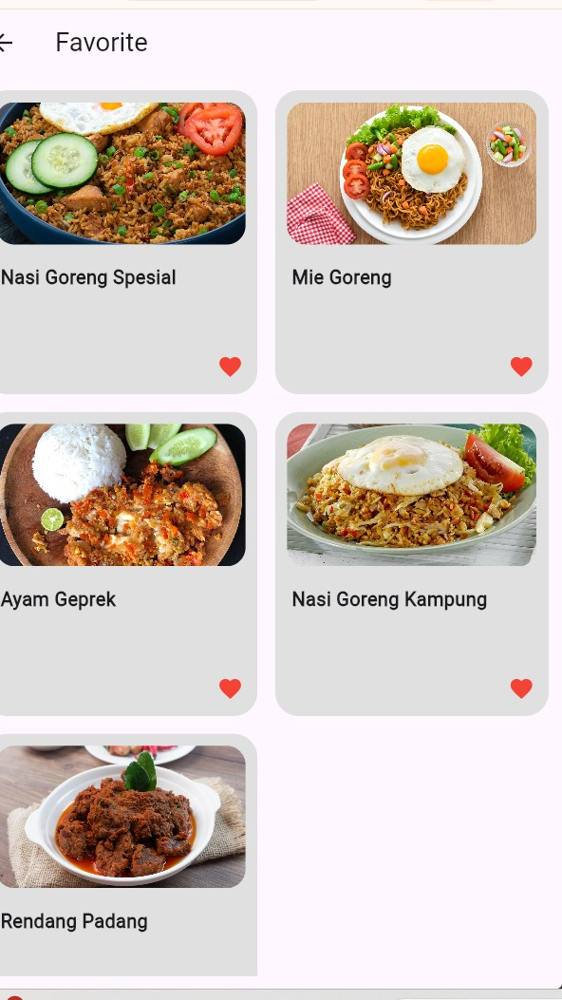 Favorite
Nasi Goreng Spesial
Mie Goreng
Ayam Geprek
Nasi Goreng Kampung
Rendang Padang